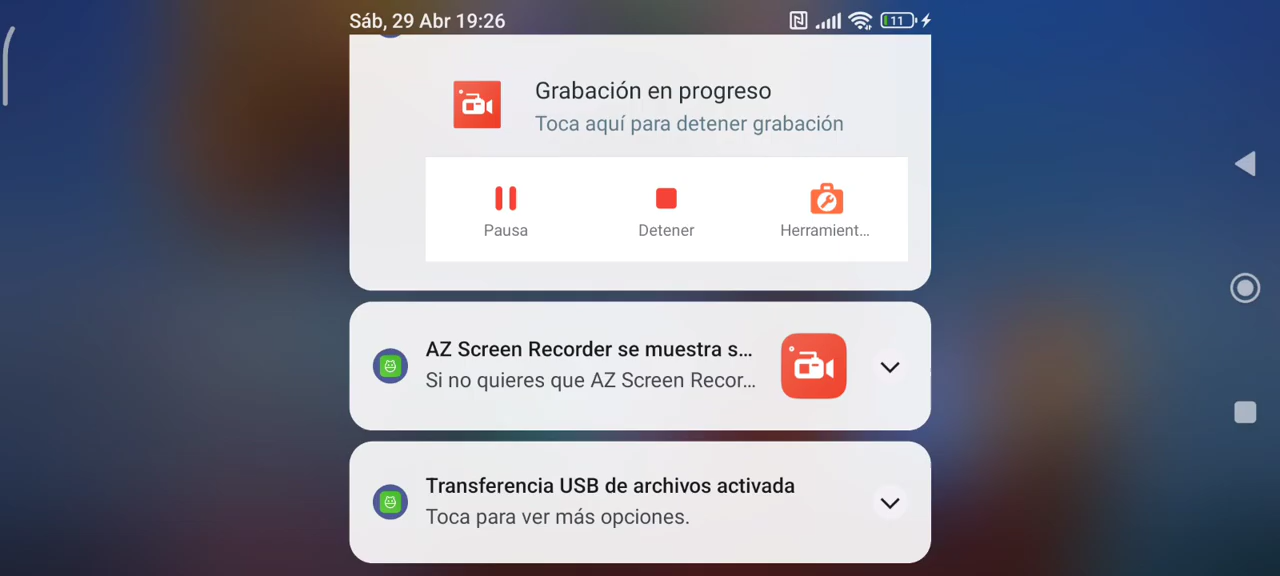 Sáb, 29 Abr 19:26
11
Grabación en progreso
Toca aquí para detener grabación
Pausa
Detener
Herramient...
AZ Screen Recorder se muestra s...
Si no quieres que AZ Screen Recor...
Transferencia USB de archivos activada
Toca para ver más opciones.